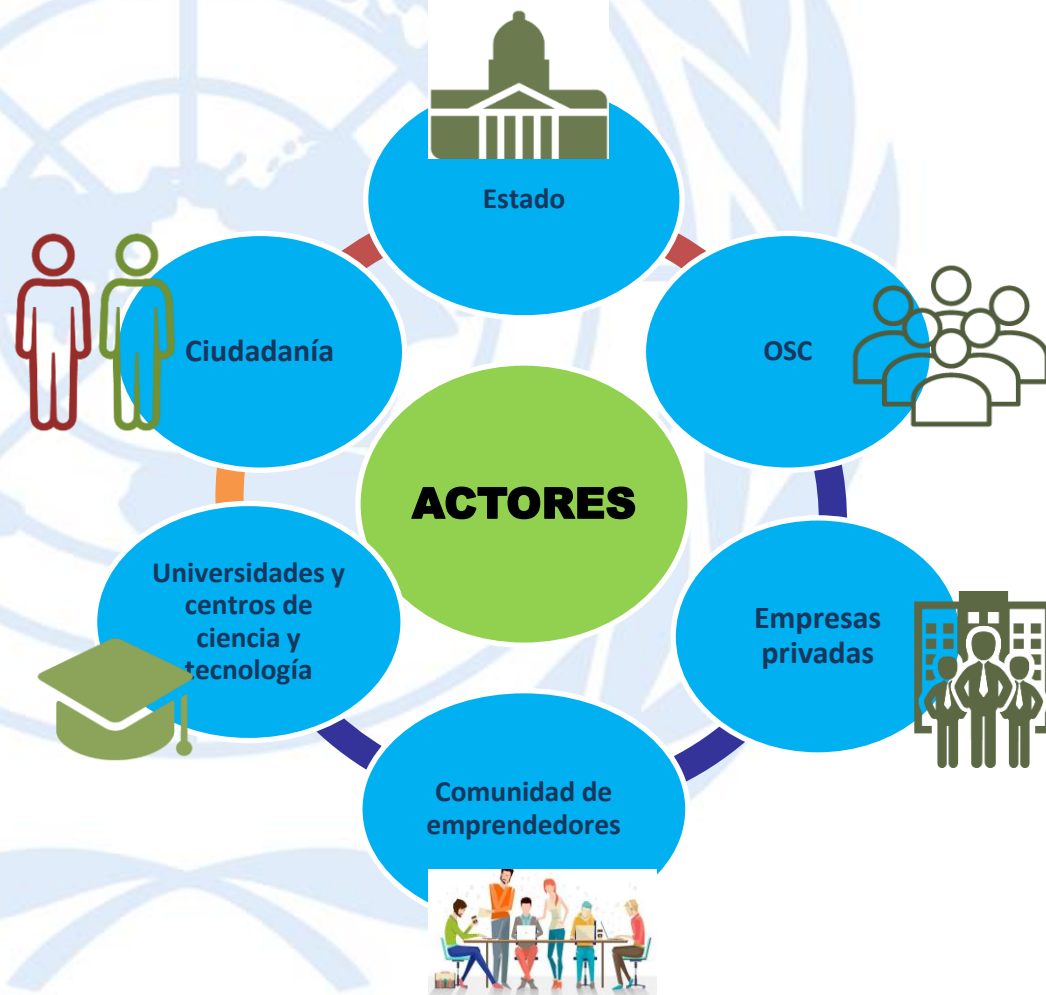 Estado
Ciudadanía
OSC
ACTORES
Universidades y
centros de
ciencia y
tecnología
Empresas
privadas
Comunidad de
emprendedores